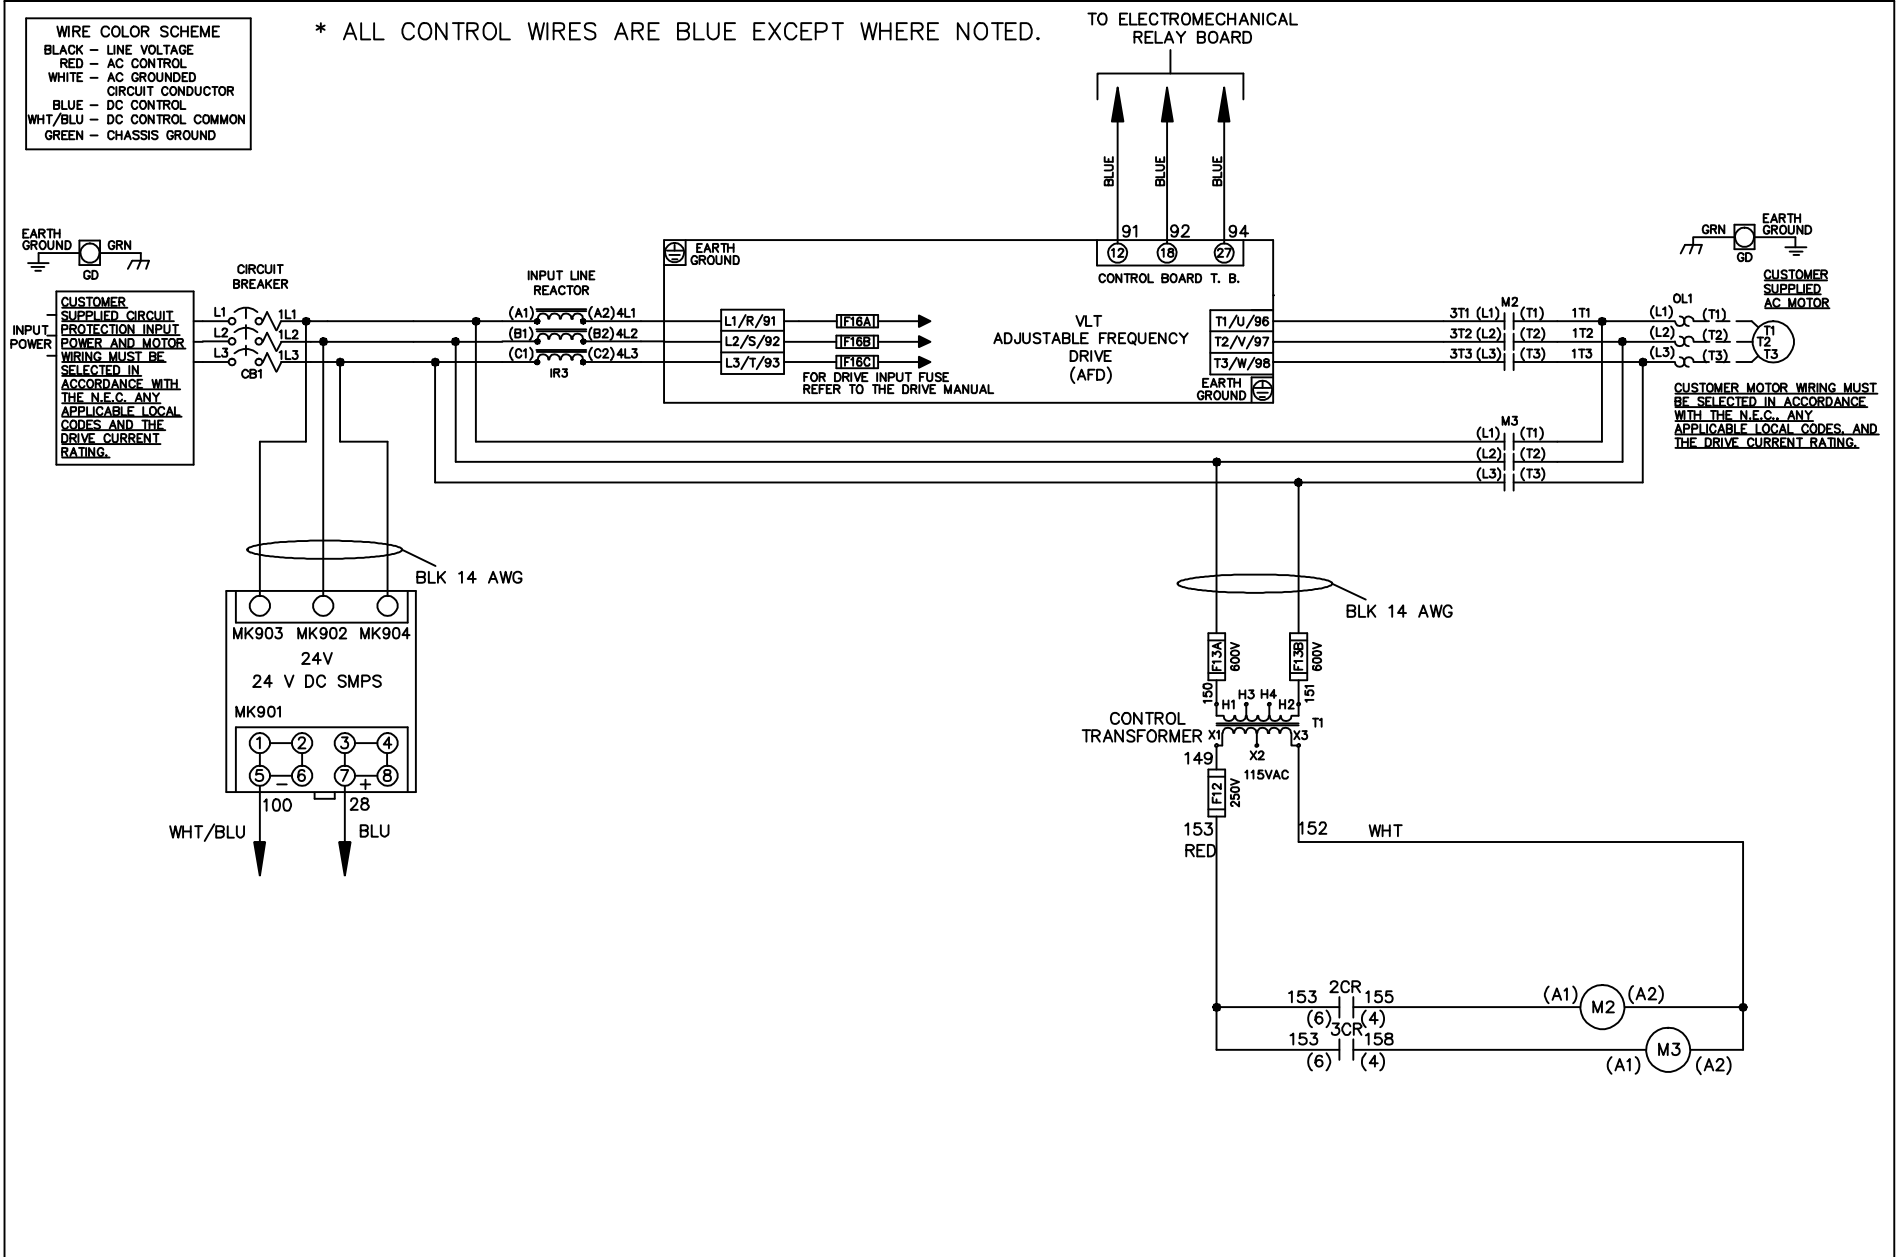 WIRE COLOR SCHEME
BLACK – LINE VOLTAGE
RED – AC CONTROL
WHITE – AC GROUNDED
CIRCUIT CONDUCTOR
BLUE – DC CONTROL
WHT/BLU – DC CONTROL COMMON
GREEN – CHASSIS GROUND
* ALL CONTROL WIRES ARE BLUE EXCEPT WHERE NOTED.
TO ELECTROMECHANICAL
RELAY BOARD
BLUE
BLUE
BLUE
91 92 94
12 18 27
CONTROL BOARD T. B.
EARTH
GROUND
GRN
GD
CIRCUIT
BREAKER
INPUT
POWER
CUSTOMER
SUPPLIED CIRCUIT
PROTECTION INPUT
POWER AND MOTOR
WIRING MUST BE
SELECTED IN
ACCORDANCE WITH
THE N.E.C. ANY
APPLICABLE LOCAL
CODES AND THE
DRIVE CURRENT
RATING.
L1 1L1
L2 1L2
L3 1L3
CB1
INPUT LINE
REACTOR
(A1) (A2) 4L1
(B1) (B2) 4L2
(C1) (C2) 4L3
IR3
EARTH
GROUND
L1/R/91
L2/S/92
L3/T/93
IF16A
IF16B
IF16C
FOR DRIVE INPUT FUSE
REFER TO THE DRIVE MANUAL
VLT
ADJUSTABLE FREQUENCY
DRIVE
(AFD)
T1/U/96
T2/V/97
T3/W/98
EARTH
GROUND
M2
3T1 (L1) (T1) 1T1
3T2 (L2) (T2) 1T2
3T3 (L3) (T3) 1T3
OL1
(L1) (T1)
(L2) (T2)
(L3) (T3)
T1
T2
T3
GRN
GD
EARTH
GROUND
CUSTOMER
SUPPLIED
AC MOTOR
CUSTOMER MOTOR WIRING MUST
BE SELECTED IN ACCORDANCE
WITH THE N.E.C., ANY
APPLICABLE LOCAL CODES, AND
THE DRIVE CURRENT RATING.
M3
(L1) (T1)
(L2) (T2)
(L3) (T3)
BLK 14 AWG
MK903 MK902 MK904
24V
24 V DC SMPS
MK901
1 2 3 4
5 – 6 7 + 8
100 28
WHT/BLU BLU
BLK 14 AWG
F13A
600V
F13B
600V
150
151
H1 H3 H4 H2
T1
CONTROL
TRANSFORMER
X1 X2 X3
149
115VAC
F12
250V
153
RED
152 WHT
153 2CR 155
(6) (4)
(A1) M2 (A2)
153 3CR 158
(6) (4)
(A1) M3 (A2)